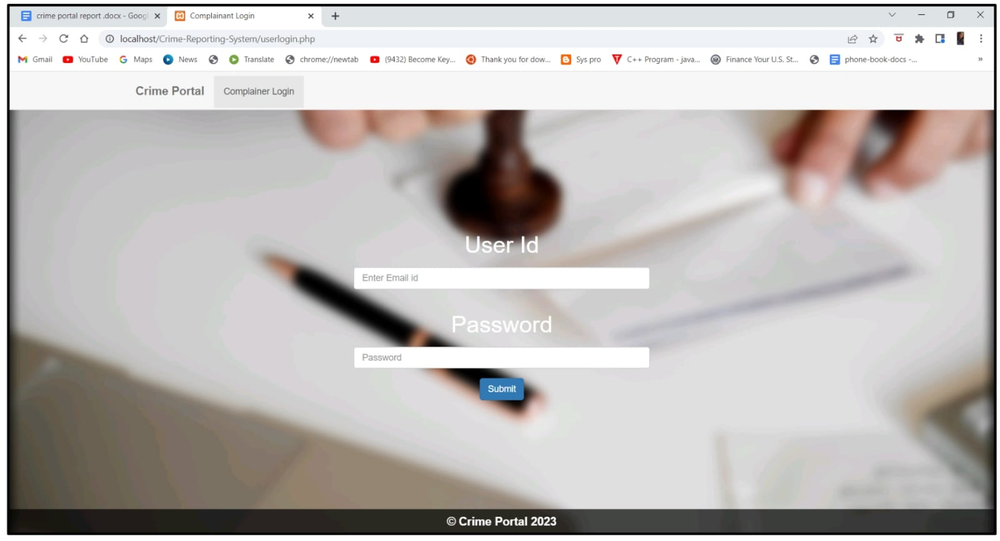 crime portal report .docx - Goog
Complainant Login
localhost/Crime-Reporting-System/userlogin.php
Gmail YouTube Maps News Translate chrome://newtab (9432) Become Key... Thank you for dow... Sys pro C++ Program - java... Finance Your U.S. St... phone-book-docs -... »
Crime Portal Complainer Login
User Id
Enter Email id
Password
Password
Submit
© Crime Portal 2023